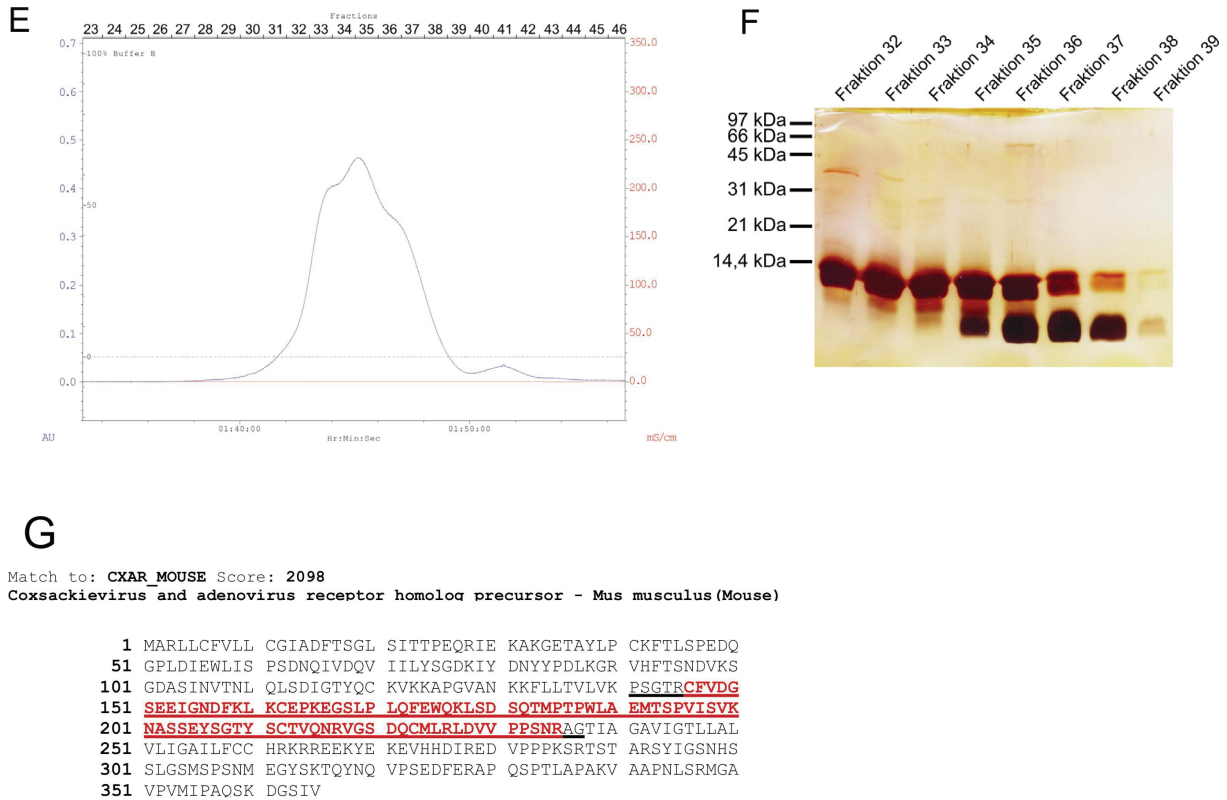 E
Fractions
23 24 25 26 27 28 29 30 31 32 33 34 35 36 37 38 39 40 41 42 43 44 45 46
0.7
0.6
0.5
0.4
0.3
0.2
0.1
0.0
100% Buffer B
50
0
350.0
300.0
250.0
200.0
150.0
100.0
50.0
0.0
AU
01:40:00
01:50:00
Hr:Min:Sec
mS/cm
F
Fraktion 32
Fraktion 33
Fraktion 34
Fraktion 35
Fraktion 36
Fraktion 37
Fraktion 38
Fraktion 39
97 kDa
66 kDa
45 kDa
31 kDa
21 kDa
14,4 kDa
G
Match to: CXAR_MOUSE Score: 2098
Coxsackievirus and adenovirus receptor homolog precursor - Mus musculus(Mouse)
1 MARLLCFVLL CGIADFTSGL SITTPEQRIE KAKGETAYLP CKFTLSPEDQ
51 GPLDIEWLIS PSDNQIVDQV IILYSGDKIY DNYYPDLKGR VHFTSNDVKS
101 GDASINVTNL QLSDIGTYQC KVKKAPGVAN KKFLLTVLVK PSGTRCFVDG
151 SEEIGNDFKL KCEPKEGSLP LQFEWQKLSD SQTMPTPWLA EMTSPVISVK
201 NASSEYSGTY SCTVQNRVGS DQCMLRLDVV PPSNRAGTIA GAVIGTLLAL
251 VLIGAILFCC HRKRREEKYE KEVHHDIRED VPPPKSRTST ARSYIGSNHS
301 SLGSMSPSNM EGYSKTQYNQ VPSEDFERAP QSPTLAPAKV AAPNLSRMGA
351 VPVMIPAQSK DGSIV